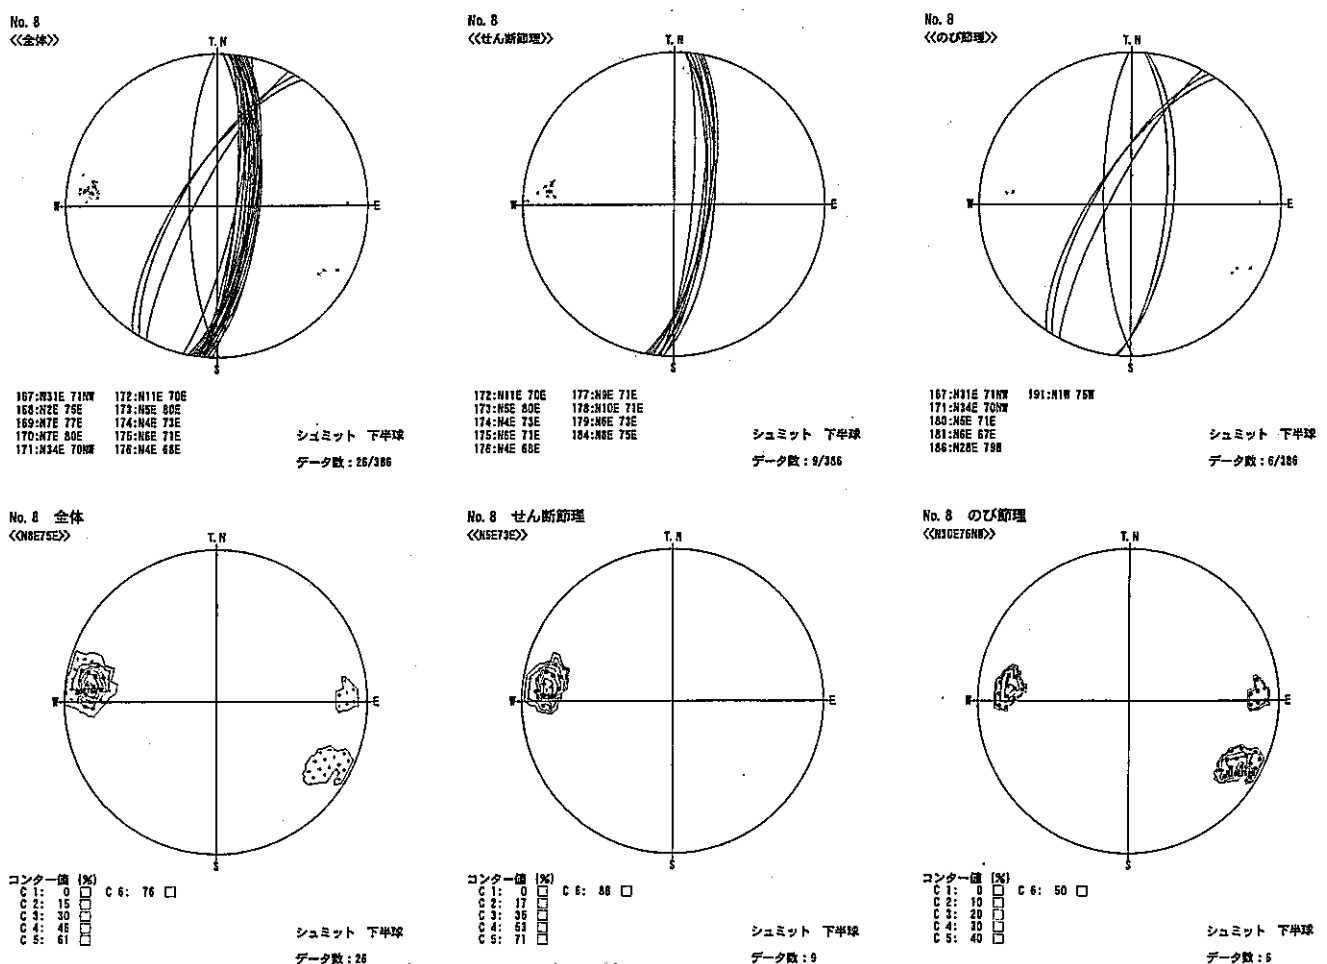 No. 8
<<全体>>
T. N
W
E
S
167:N31E 71NW 172:N11E 70E
168:N2E 75E 173:N5E 80E
169:N7E 77E 174:N4E 73E
170:N7E 80E 175:N6E 71E
171:N34E 70NW 176:N4E 68E
シュミット 下半球
データ数 : 26/386
No. 8
<<せん断節理>>
T. N
W
E
S
172:N11E 70E 177:N9E 71E
173:N5E 80E 178:N10E 71E
174:N4E 73E 179:N6E 73E
175:N6E 71E 184:N8E 75E
176:N4E 68E
シュミット 下半球
データ数 : 9/386
No. 8
<<のび節理>>
T. N
W
E
S
167:N31E 71NW 191:N1W 76W
171:N34E 70NW
180:N5E 71E
181:N6E 67E
186:N28E
シュミット 下半球
データ数 : 6/386
No. 8 全体
<<N8E75E>>
T. N
W
E
S
コンター値 (%)
C 1: 0 □ C 6: 76 □
C 2: 15 □
C 3: 30 □
C 4: 46 □
C 5: 61 □
シュミット 下半球
データ数 : 26
No. 8 せん断節理
<<N5E73E>>
T. N
W
E
S
コンター値 (%)
C 1: 0 □ C 6: 88 □
C 2: 17 □
C 3: 35 □
C 4: 53 □
C 5: 71 □
シュミット 下半球
データ数 : 9
No. 8 のび節理
<<N30E76NW>>
T. N
W
E
S
コンター値 (%)
C 1: 0 □ C 6: 50 □
C 2: 10 □
C 3: 20 □
C 4: 30 □
C 5: 40 □
シュミット 下半球
データ数 : 6